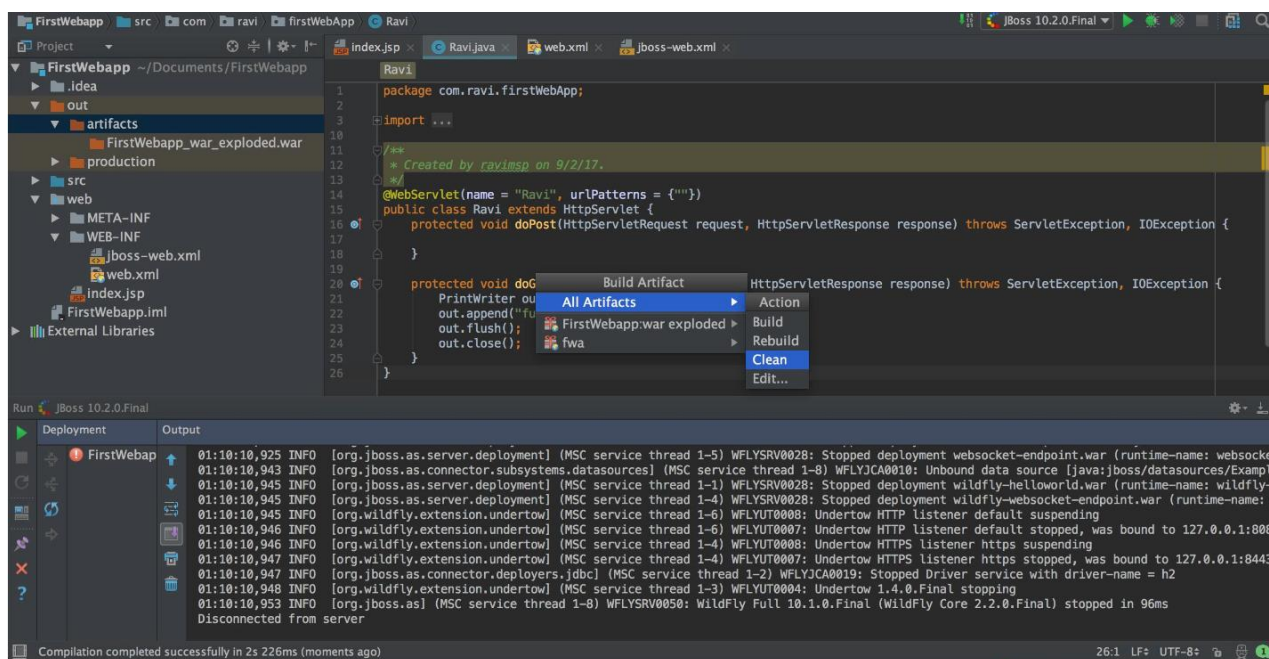 FirstWebapp src com ravi firstWebApp Ravi JBoss 10.2.0.Final
Project
index.jsp Ravi.java web.xml jboss-web.xml
FirstWebapp ~/Documents/FirstWebapp
.idea
out
artifacts
FirstWebapp_war_exploded.war
production
src
web
META-INF
WEB-INF
jboss-web.xml
web.xml
index.jsp
FirstWebapp.iml
External Libraries
Ravi
1 package com.ravi.firstWebApp;
2
3 import ...
10
11 /**
12 * Created by ravimsp on 9/2/17.
13 */
14 @WebServlet(name = "Ravi", urlPatterns = {""})
15 public class Ravi extends HttpServlet {
16 protected void doPost(HttpServletRequest request, HttpServletResponse response) throws ServletException, IOException {
17
18 }
19
20 protected void doG HttpServletResponse response) throws ServletException, IOException {
21 PrintWriter ou
22 out.append("fu
23 out.flush();
24 out.close();
25 }
26 }
Build Artifact
All Artifacts
FirstWebapp:war exploded
fwa
Action
Build
Rebuild
Clean
Edit...
Run JBoss 10.2.0.Final
Deployment Output
FirstWebap
01:10:10,925 INFO [org.jboss.as.server.deployment] (MSC service thread 1-5) WFLYSRV0028: Stopped deployment websocket-endpoint.war (runtime-name: websocke
01:10:10,943 INFO [org.jboss.as.connector.subsystems.datasources] (MSC service thread 1-8) WFLYJCA0010: Unbound data source [java:jboss/datasources/Exampl
01:10:10,945 INFO [org.jboss.as.server.deployment] (MSC service thread 1-1) WFLYSRV0028: Stopped deployment wildfly-helloworld.war (runtime-name: wildfly-
01:10:10,945 INFO [org.jboss.as.server.deployment] (MSC service thread 1-4) WFLYSRV0028: Stopped deployment wildfly-websocket-endpoint.war (runtime-name:
01:10:10,945 INFO [org.wildfly.extension.undertow] (MSC service thread 1-6) WFLYUT0008: Undertow HTTP listener default suspending
01:10:10,946 INFO [org.wildfly.extension.undertow] (MSC service thread 1-6) WFLYUT0007: Undertow HTTP listener default stopped, was bound to 127.0.0.1:808
01:10:10,946 INFO [org.wildfly.extension.undertow] (MSC service thread 1-4) WFLYUT0008: Undertow HTTPS listener https suspending
01:10:10,947 INFO [org.wildfly.extension.undertow] (MSC service thread 1-4) WFLYUT0007: Undertow HTTPS listener https stopped, was bound to 127.0.0.1:8443
01:10:10,947 INFO [org.jboss.as.connector.deployers.jdbc] (MSC service thread 1-2) WFLYJCA0019: Stopped Driver service with driver-name = h2
01:10:10,948 INFO [org.wildfly.extension.undertow] (MSC service thread 1-3) WFLYUT0004: Undertow 1.4.0.Final stopping
01:10:10,953 INFO [org.jboss.as] (MSC service thread 1-8) WFLYSRV0050: WildFly Full 10.1.0.Final (WildFly Core 2.2.0.Final) stopped in 96ms
Disconnected from server
Compilation completed successfully in 2s 226ms (moments ago) 26:1 LF UTF-8 1